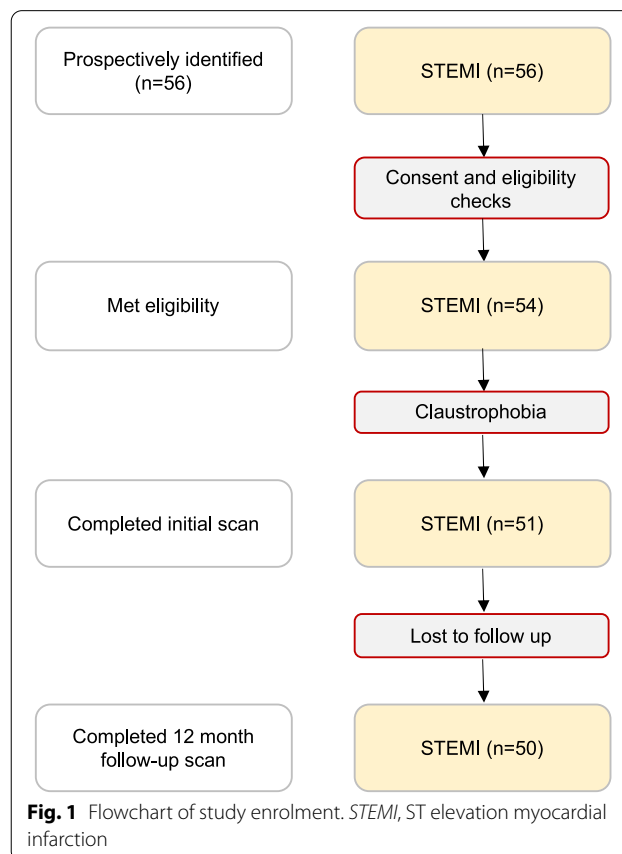 Prospectively identified
(n=56)
STEMI (n=56)
Consent and eligibility
checks
Met eligibility
STEMI (n=54)
Claustrophobia
Completed initial scan
STEMI (n=51)
Lost to follow up
Completed 12 month
follow-up scan
STEMI (n=50)
Fig. 1 Flowchart of study enrolment. STEMI, ST elevation myocardial
infarction